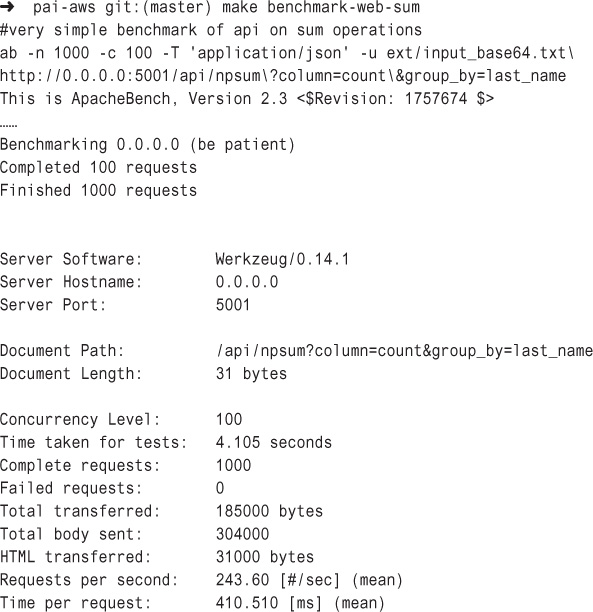 ➜  pai-aws git:(master) make benchmark-web-sum
#very simple benchmark of api on sum operations
ab -n 1000 -c 100 -T 'application/json' -u ext/input_base64.txt\
http://0.0.0.0:5001/api/npsum\?column=count\&group_by=last_name
This is ApacheBench, Version 2.3 <$Revision: 1757674 $>
……
Benchmarking 0.0.0.0 (be patient)
Completed 100 requests
Finished 1000 requests
Server Software:        Werkzeug/0.14.1
Server Hostname:        0.0.0.0
Server Port:            5001
Document Path:          /api/npsum?column=count&group_by=last_name
Document Length:        31 bytes
Concurrency Level:      100
Time taken for tests:   4.105 seconds
Complete requests:      1000
Failed requests:        0
Total transferred:      185000 bytes
Total body sent:        304000
HTML transferred:       31000 bytes
Requests per second:    243.60 [#/sec] (mean)
Time per request:       410.510 [ms] (mean)